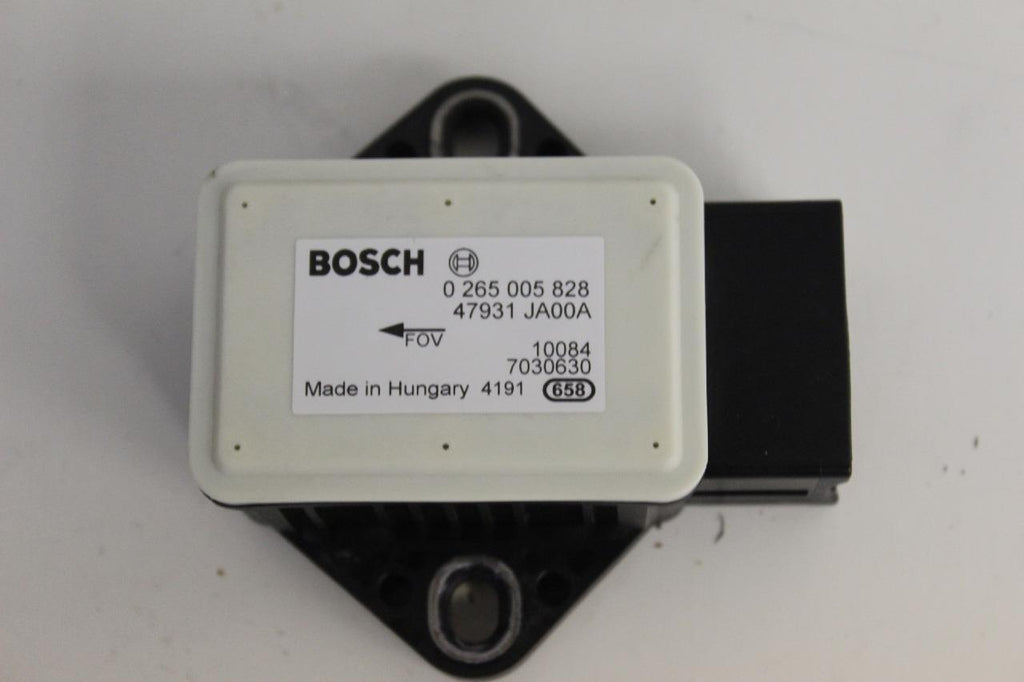 BOSCH
0 265 005 828
47931 JA00A
FOV
10084
7030630
Made in Hungary 4191 658